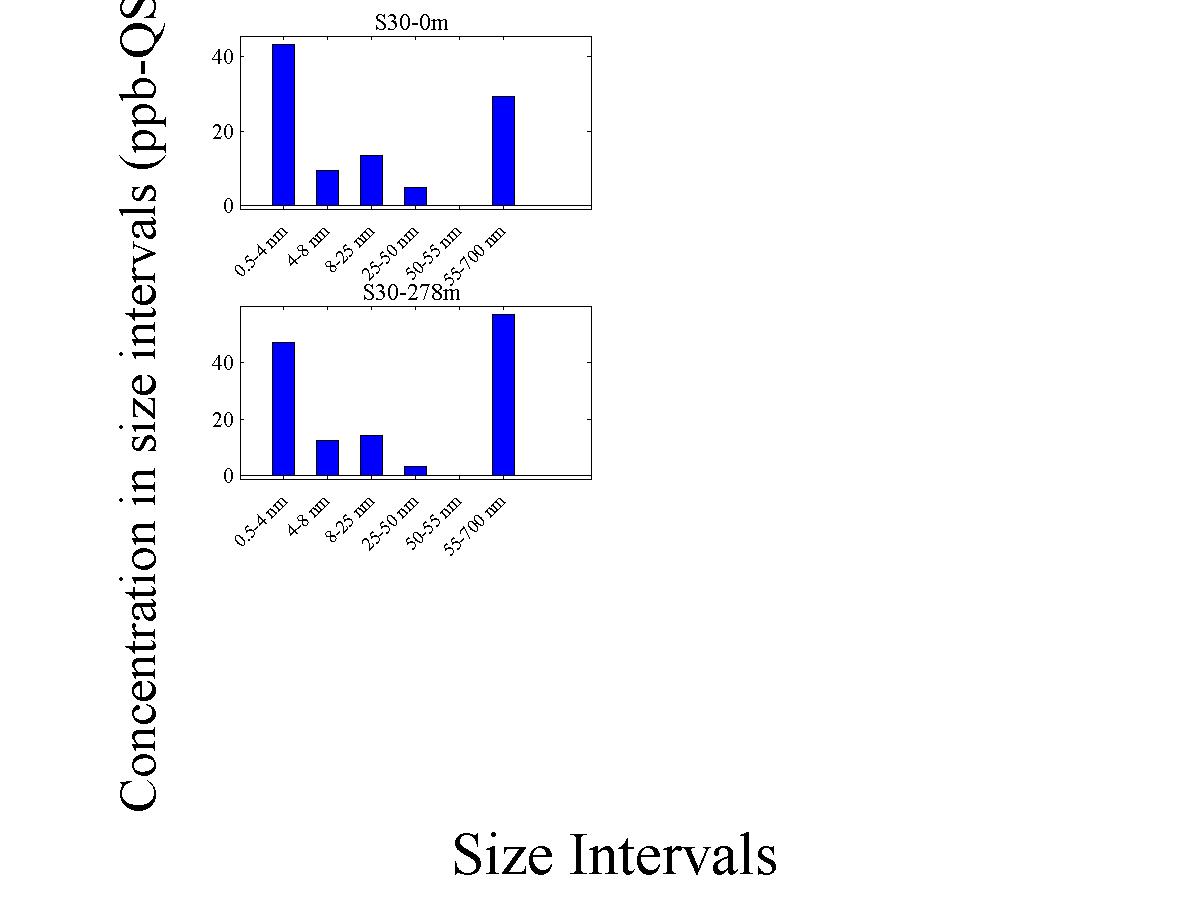 Concentration in size intervals (ppb-QS
S30-0m
40
20
0
0.5-4 nm
4-8 nm
8-25 nm
25-50 nm
50-55 nm
55-700 nm
S30-278m
40
20
0
0.5-4 nm
4-8 nm
8-25 nm
25-50 nm
50-55 nm
55-700 nm
Size Intervals